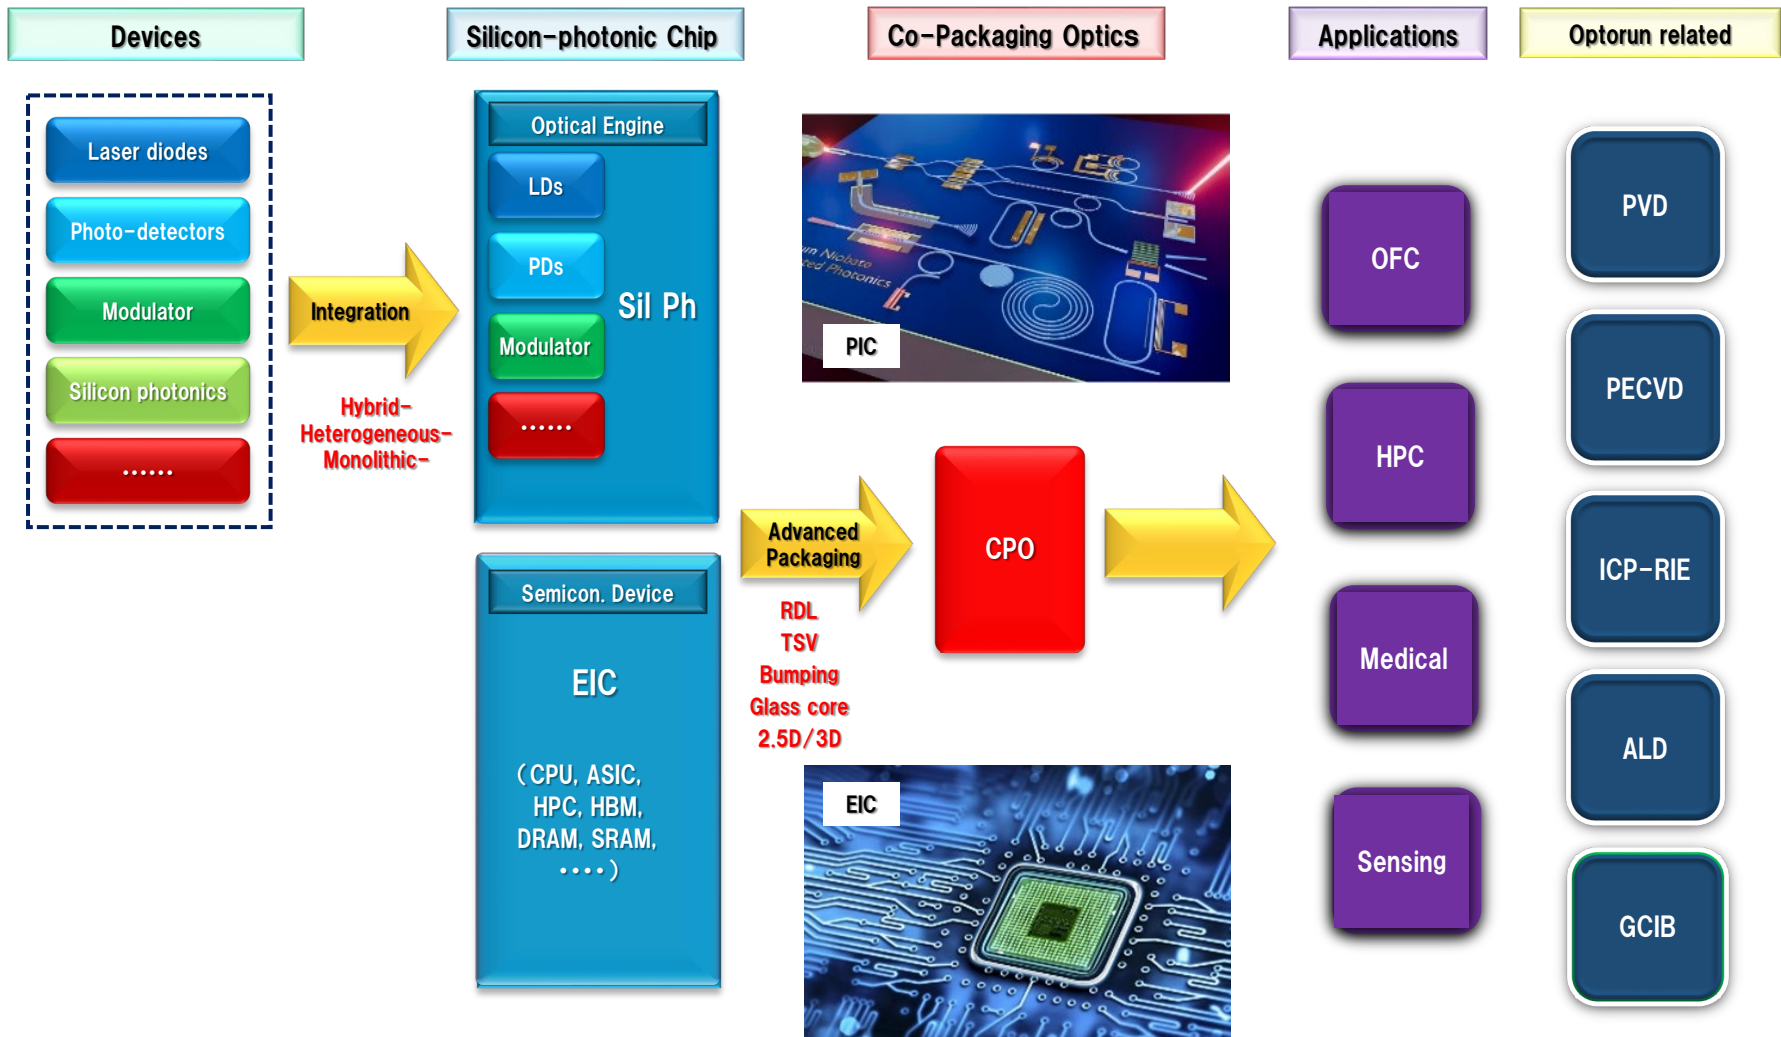 Devices
Silicon-photonic Chip
Co-Packaging Optics
Applications
Optorun related
Laser diodes
Photo-detectors
Modulator
Silicon photonics
……
Integration
Hybrid-
Heterogeneous-
Monolithic-
Optical Engine
LDs
PDs
Modulator
……
Sil Ph
Semicon. Device
EIC
(CPU, ASIC,
HPC, HBM,
DRAM, SRAM,
････)
Advanced
Packaging
RDL
TSV
Bumping
Glass core
2.5D/3D
Photonics
PIC
CPO
EIC
OFC
HPC
Medical
Sensing
PVD
PECVD
ICP-RIE
ALD
GCIB